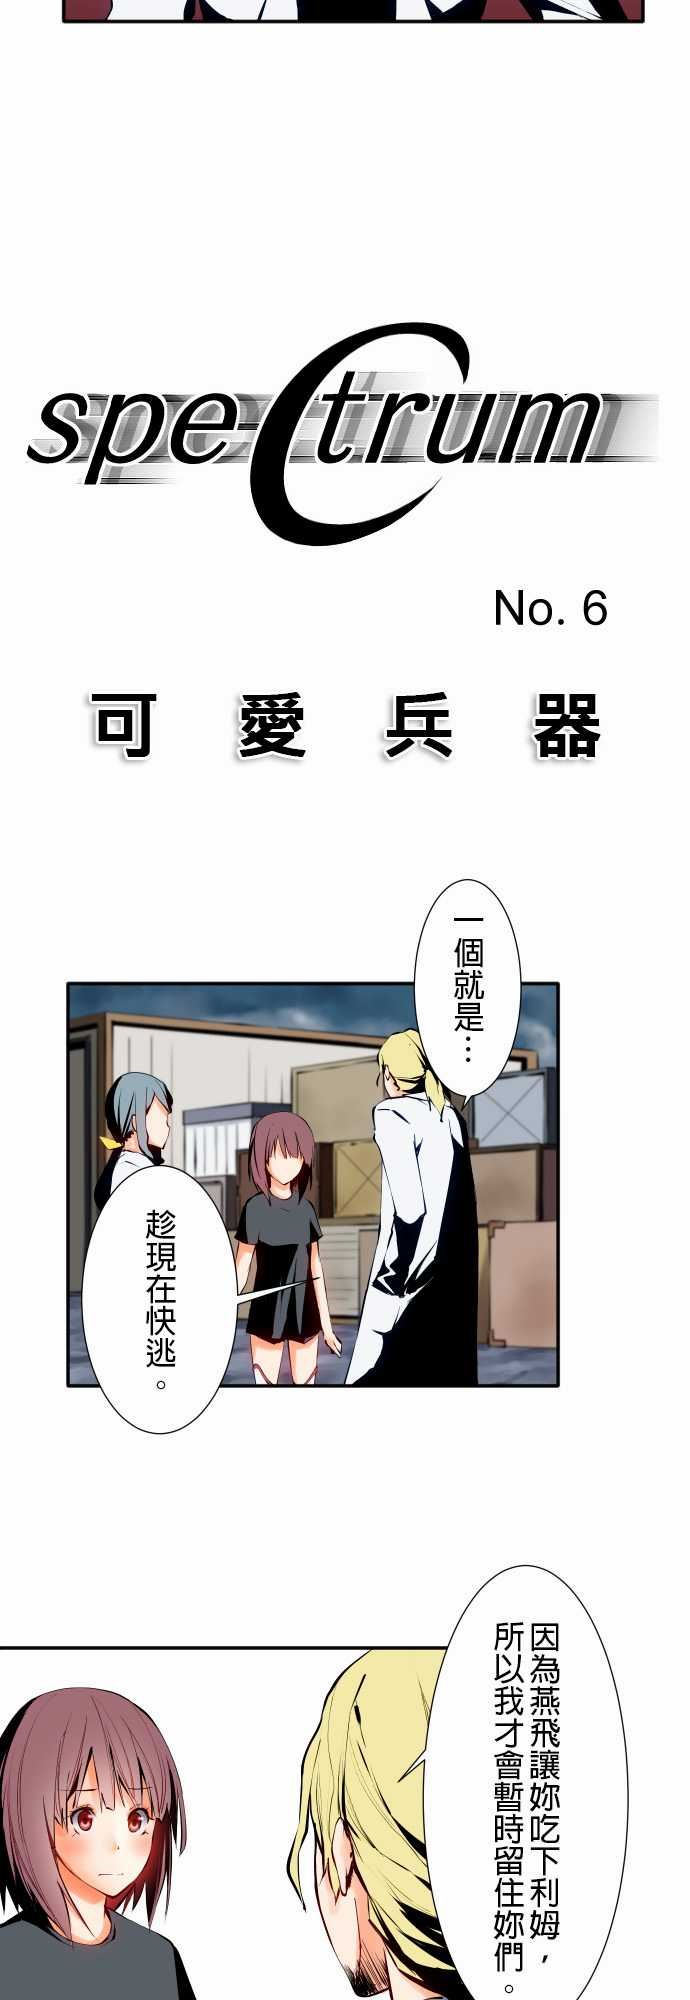 speCtrum
No. 6
可愛兵器
一個就是…
趁現在快逃。
因為燕飛讓妳吃下利姆，
所以我才會暫時留住妳們。